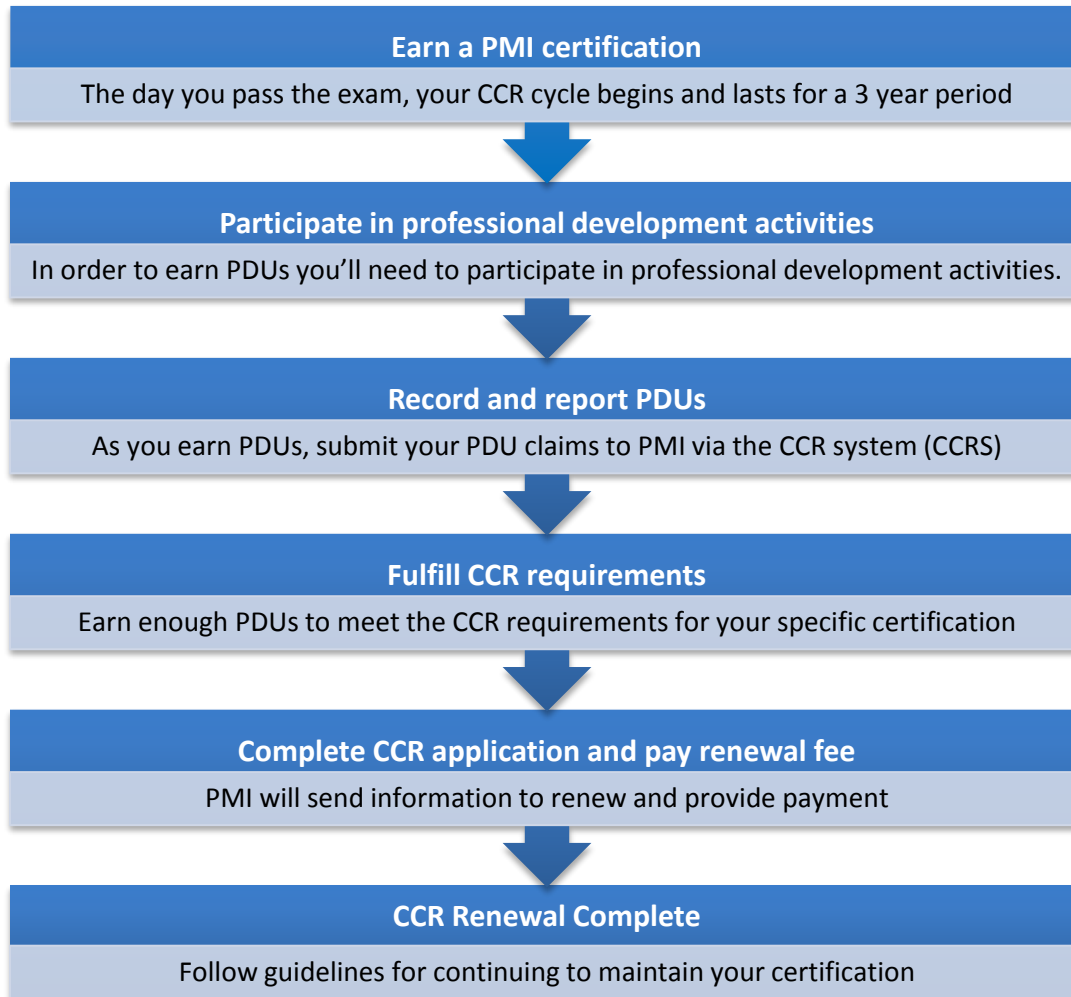 Earn a PMI certification
The day you pass the exam, your CCR cycle begins and lasts for a 3 year period
Participate in professional development activities
In order to earn PDUs you’ll need to participate in professional development activities.
Record and report PDUs
As you earn PDUs, submit your PDU claims to PMI via the CCR system (CCRS)
Fulfill CCR requirements
Earn enough PDUs to meet the CCR requirements for your specific certification
Complete CCR application and pay renewal fee
PMI will send information to renew and provide payment
CCR Renewal Complete
Follow guidelines for continuing to maintain your certification